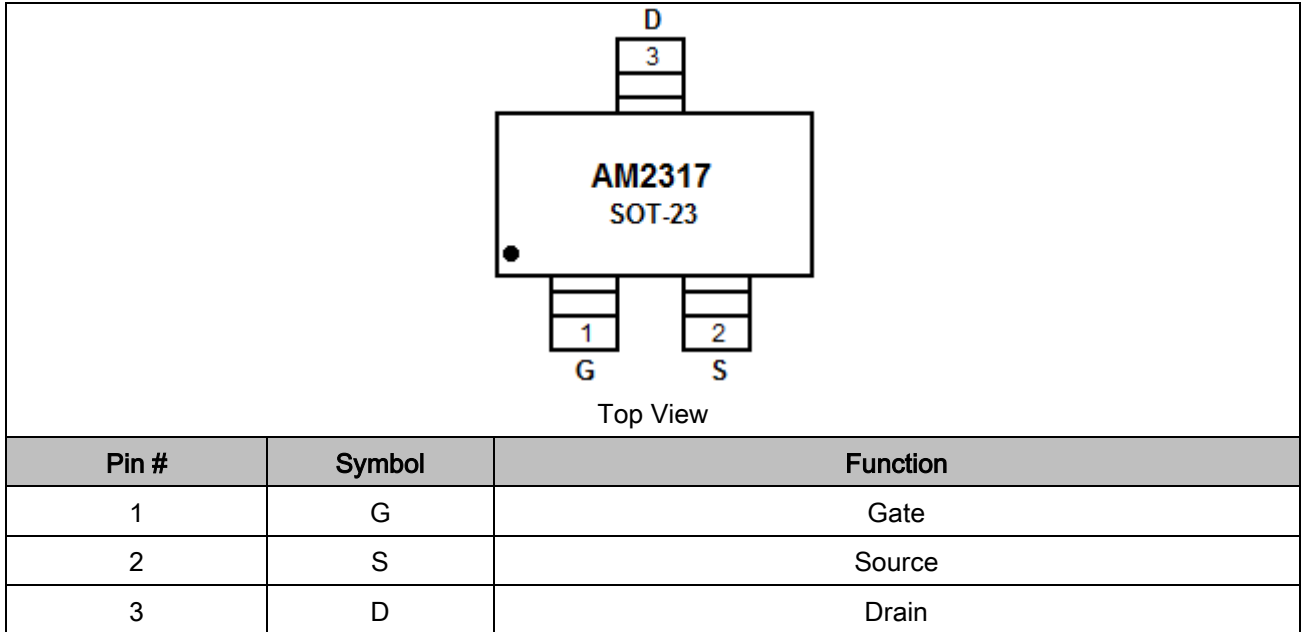 D
3
AM2317
SOT-23
1 2
G S
Top View
Pin # Symbol Function
1 G Gate
2 S Source
3 D Drain